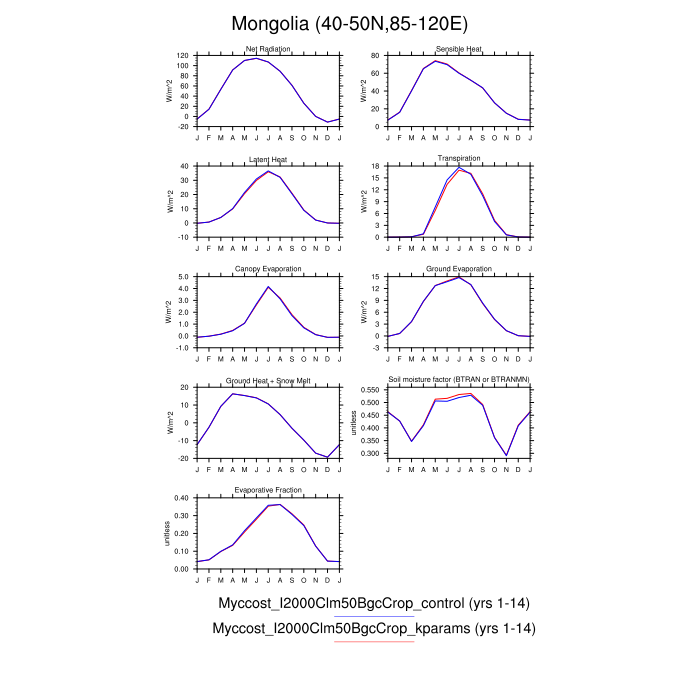 Mongolia (40-50N,85-120E)
Net Radiation
W/m^2
120
100
80
60
40
20
0
-20
J F M A M J J A S O N D J
Sensible Heat
W/m^2
80
60
40
20
0
J F M A M J J A S O N D J
Latent Heat
W/m^2
40
30
20
10
0
-10
J F M A M J J A S O N D J
Transpiration
W/m^2
18
15
12
9
6
3
0
J F M A M J J A S O N D J
Canopy Evaporation
W/m^2
5.0
4.0
3.0
2.0
1.0
0.0
-1.0
J F M A M J J A S O N D J
Ground Evaporation
W/m^2
15
12
9
6
3
0
-3
J F M A M J J A S O N D J
Ground Heat + Snow Melt
W/m^2
20
10
0
-10
-20
J F M A M J J A S O N D J
Soil moisture factor (BTRAN or BTRANMN)
unitless
0.550
0.500
0.450
0.400
0.350
0.300
J F M A M J J A S O N D J
Evaporative Fraction
unitless
0.40
0.30
0.20
0.10
0.00
J F M A M J J A S O N D J
Myccost_I2000Clm50BgcCrop_control (yrs 1-14)
Myccost_I2000Clm50BgcCrop_kparams (yrs 1-14)